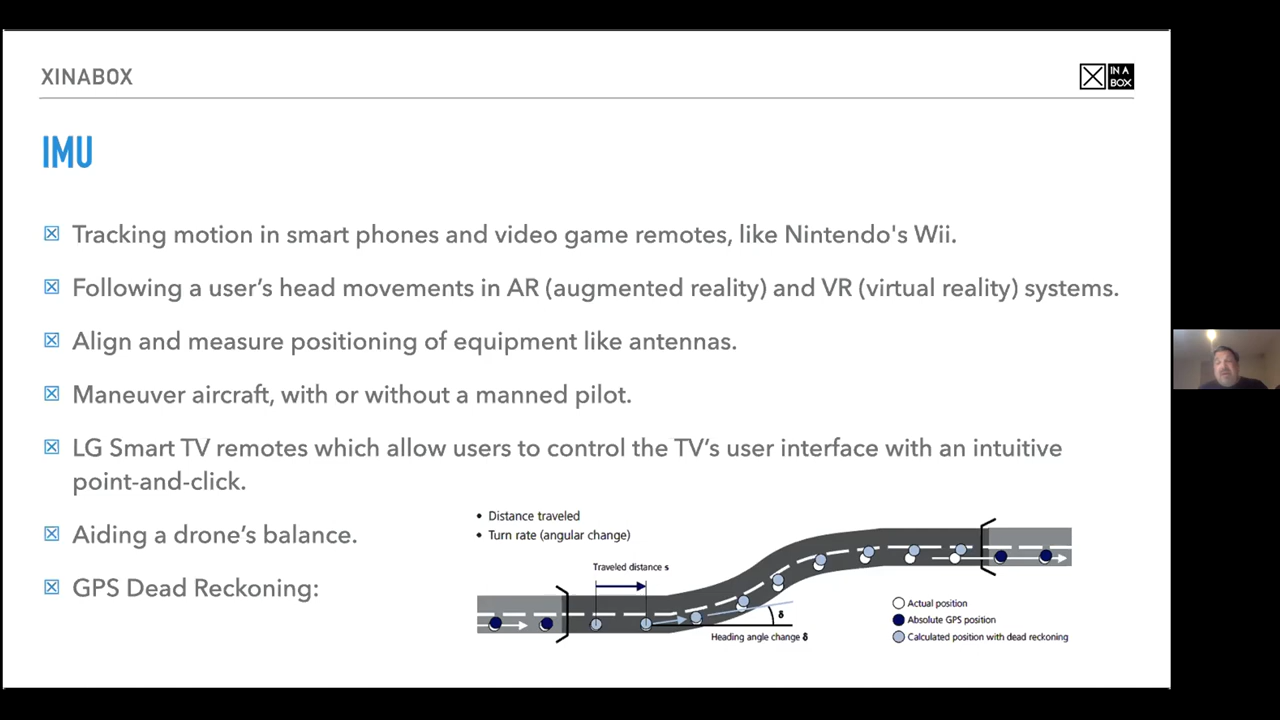 XINABOX
IN A
BOX
IMU
Tracking motion in smart phones and video game remotes, like Nintendo's Wii.
Following a user’s head movements in AR (augmented reality) and VR (virtual reality) systems.
Align and measure positioning of equipment like antennas.
Maneuver aircraft, with or without a manned pilot.
LG Smart TV remotes which allow users to control the TV’s user interface with an intuitive
point-and-click.
Aiding a drone’s balance.
GPS Dead Reckoning:
• Distance traveled
• Turn rate (angular change)
Traveled distance s
δ
Heading angle change δ
Actual position
Absolute GPS position
Calculated position with dead reckoning